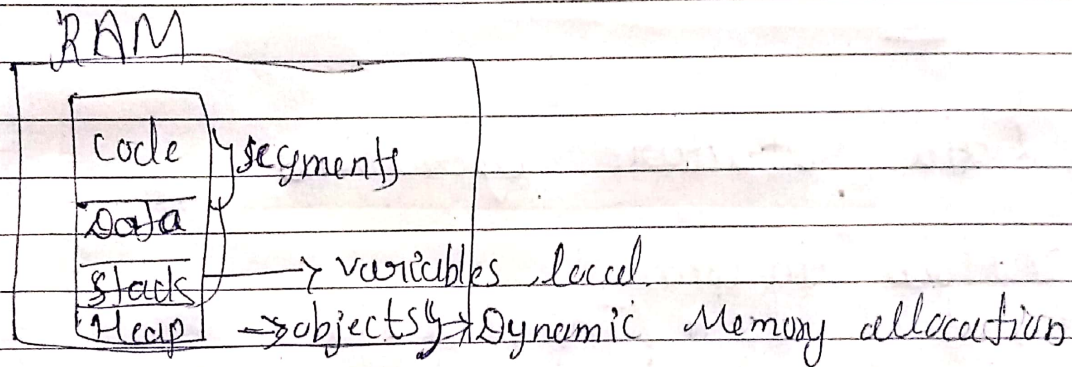 RAM
code segments
Data
Stack → variables local.
Heap → objects → Dynamic Memory allocation